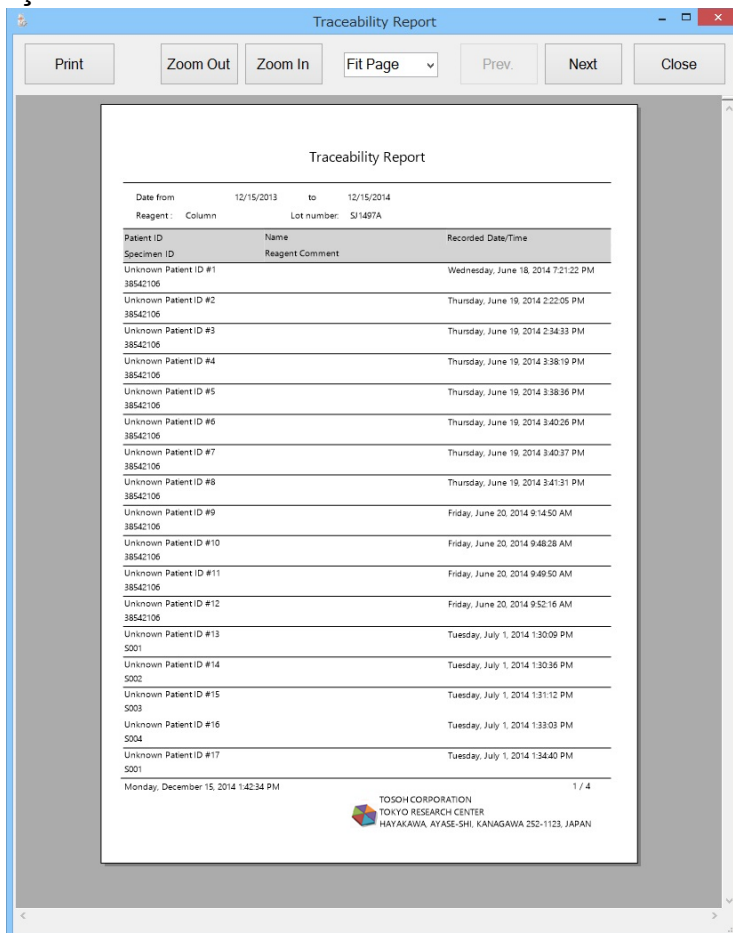 Traceability Report
Print Zoom Out Zoom In Fit Page Prev. Next Close
Traceability Report
Date from 12/15/2013 to 12/15/2014
Reagent : Column Lot number: SJ1497A
Patient ID Name Recorded Date/Time
Specimen ID Reagent Comment
Unknown Patient ID #1 Wednesday, June 18, 2014 7:21:22 PM
38542106
Unknown Patient ID #2 Thursday, June 19, 2014 2:22:05 PM
38542106
Unknown Patient ID #3 Thursday, June 19, 2014 2:34:33 PM
38542106
Unknown Patient ID #4 Thursday, June 19, 2014 3:38:19 PM
38542106
Unknown Patient ID #5 Thursday, June 19, 2014 3:38:36 PM
38542106
Unknown Patient ID #6 Thursday, June 19, 2014 3:40:26 PM
38542106
Unknown Patient ID #7 Thursday, June 19, 2014 3:40:37 PM
38542106
Unknown Patient ID #8 Thursday, June 19, 2014 3:41:31 PM
38542106
Unknown Patient ID #9 Friday, June 20, 2014 9:14:50 AM
38542106
Unknown Patient ID #10 Friday, June 20, 2014 9:48:28 AM
38542106
Unknown Patient ID #11 Friday, June 20, 2014 9:49:50 AM
38542106
Unknown Patient ID #12 Friday, June 20, 2014 9:52:16 AM
38542106
Unknown Patient ID #13 Tuesday, July 1, 2014 1:30:09 PM
S001
Unknown Patient ID #14 Tuesday, July 1, 2014 1:30:36 PM
S002
Unknown Patient ID #15 Tuesday, July 1, 2014 1:31:12 PM
S003
Unknown Patient ID #16 Tuesday, July 1, 2014 1:33:03 PM
S004
Unknown Patient ID #17 Tuesday, July 1, 2014 1:34:40 PM
S001
Monday, December 15, 2014 1:42:34 PM 1 / 4
TOSOH CORPORATION
TOKYO RESEARCH CENTER
HAYAKAWA, AYASE-SHI, KANAGAWA 252-1123, JAPAN